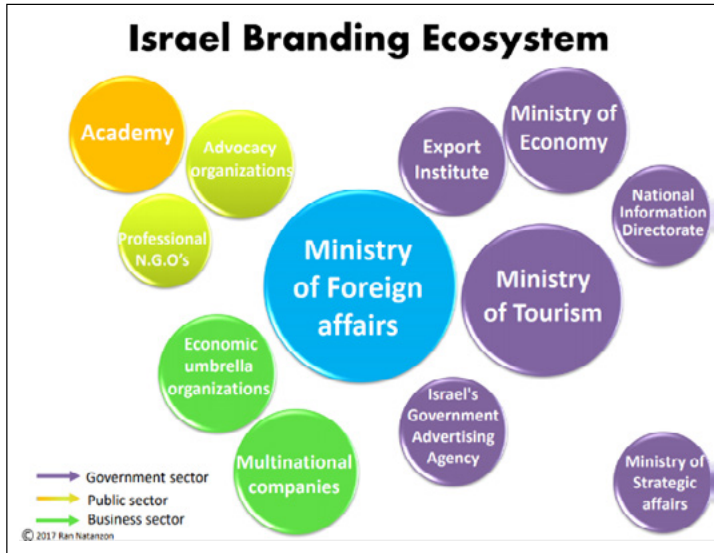 Israel Branding Ecosystem
Academy
Advocacy
organizations
Professional
N.G.O's
Export
Institute
Ministry of
Economy
National
Information
Directorate
Ministry
of Foreign
affairs
Ministry
of Tourism
Economic
umbrella
organizations
Multinational
companies
Israel's
Government
Advertising
Agency
Ministry of
Strategic
affairs
Government sector
Public sector
Business sector
© 2017 Ran Natanzon